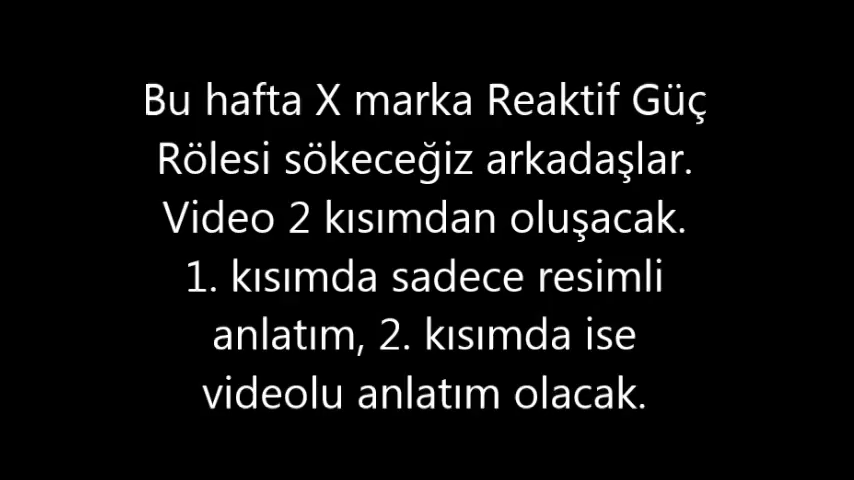 Bu hafta X marka Reaktif Güç
Rölesi sökeceğiz arkadaşlar.
Video 2 kısımdan oluşacak.
1. kısımda sadece resimli
anlatım, 2. kısımda ise
videolu anlatım olacak.